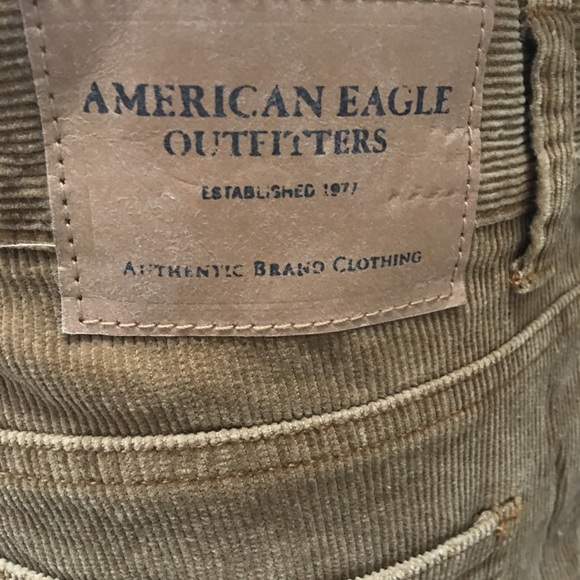 AMERICAN EAGLE
OUTFITTERS
ESTABLISHED 1977
AUTHENTIC BRAND CLOTHING